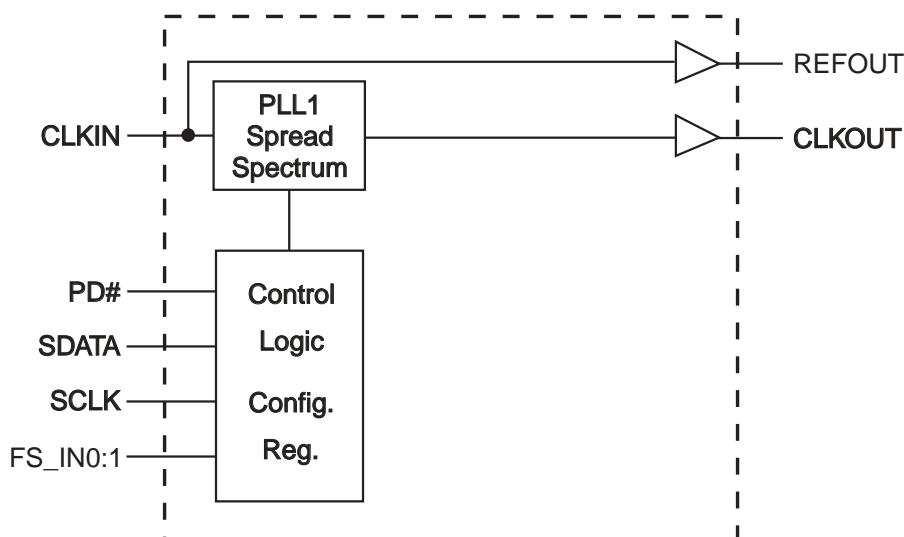 REFOUT
PLL1
Spread
Spectrum
CLKIN
CLKOUT
PD#
SDATA
SCLK
FS_IN0:1
Control
Logic
Config.
Reg.